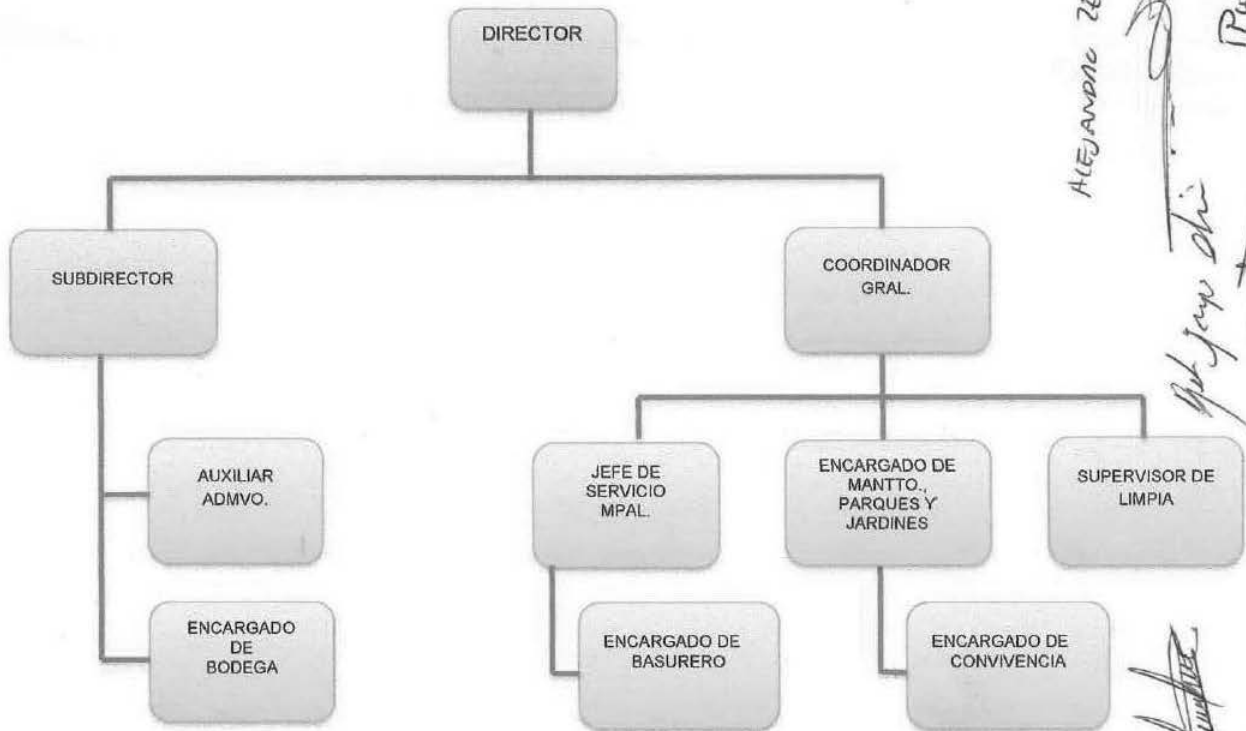 DIRECTOR
SUBDIRECTOR
COORDINADOR
GRAL.
AUXILIAR
ADMVO.
JEFE DE
SERVICIO
MPAL.
ENCARGADO DE
MANTTO.,
PARQUES Y
JARDINES
SUPERVISOR DE
LIMPIA
ENCARGADO
DE
BODEGA
ENCARGADO DE
BASURERO
ENCARGADO DE
CONVIVENCIA
ALEJANDRO